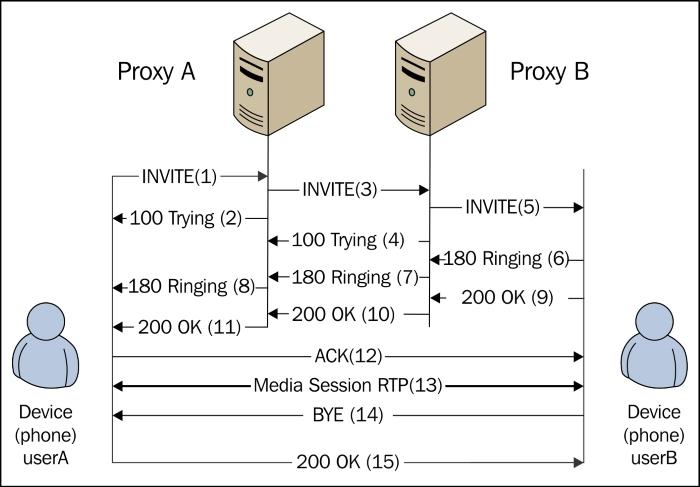 Proxy A
Proxy B
INVITE(1)
INVITE(3)
INVITE(5)
100 Trying (2)
100 Trying (4)
180 Ringing (6)
180 Ringing (7)
180 Ringing (8)
200 OK (9)
200 OK (10)
200 OK (11)
ACK(12)
Media Session RTP(13)
BYE (14)
200 OK (15)
Device
(phone)
userA
Device
(phone)
userB